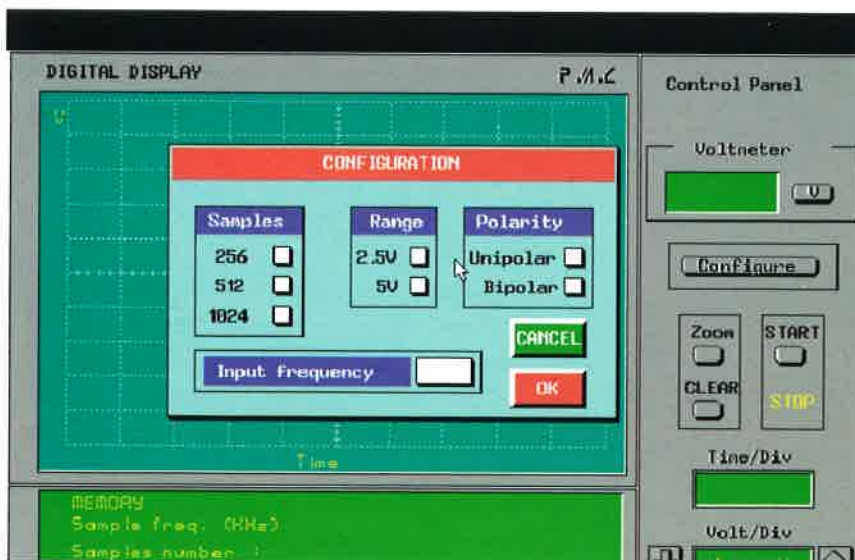 DIGITAL DISPLAY
P.M.C
Control Panel
V
CONFIGURATION
Voltmeter
V
Samples
Range
Polarity
256
2.5V
Unipolar
512
5V
Bipolar
1024
Configure
CANCEL
Input frequency
OK
Zoom
START
CLEAR
STOP
Time
Time/Div
MEMORY
Sample freq. (KHz)
Samples number :
Volt/Div